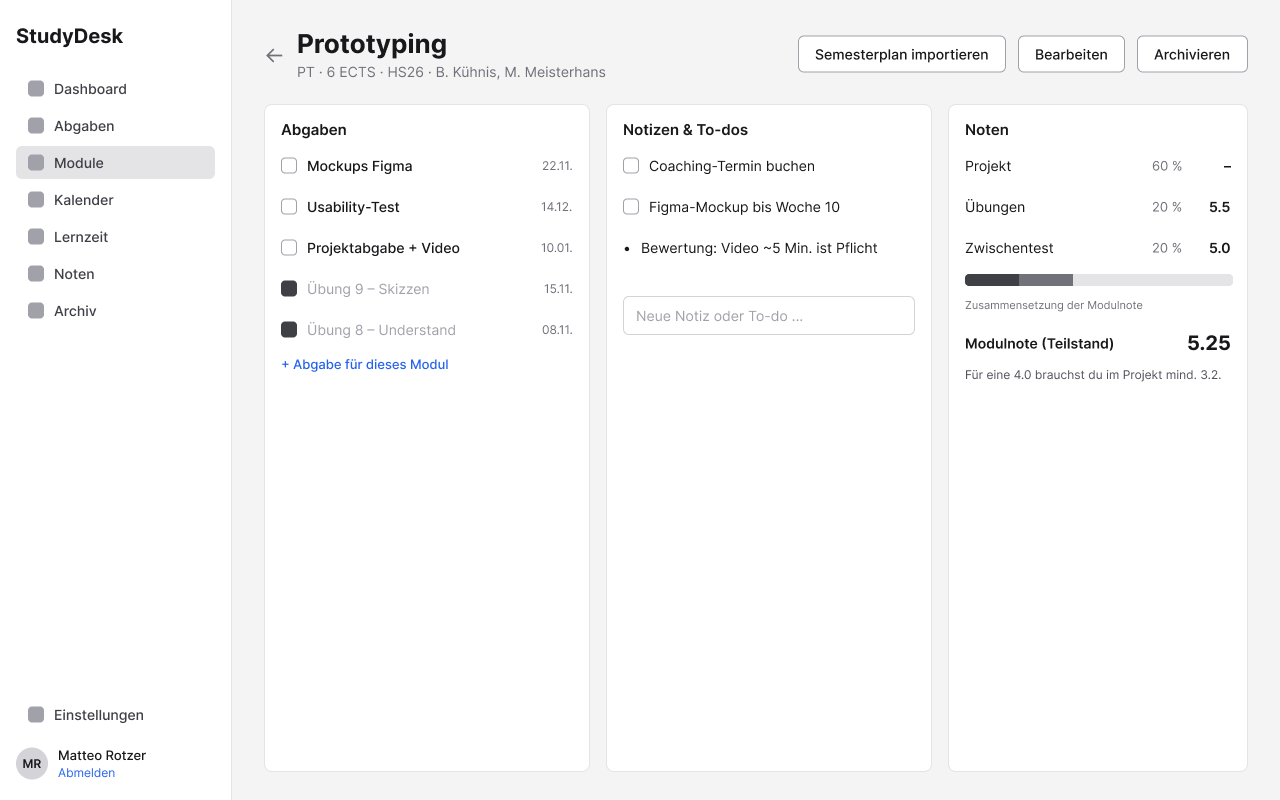 StudyDesk
Dashboard
Abgaben
Module
Kalender
Lernzeit
Noten
Archiv
Einstellungen
MR
Matteo Rotzer
Abmelden
← Prototyping
PT · 6 ECTS · HS26 · B. Kühnis, M. Meisterhans
Semesterplan importieren
Bearbeiten
Archivieren
Abgaben
Mockups Figma 22.11.
Usability-Test 14.12.
Projektabgabe + Video 10.01.
Übung 9 – Skizzen 15.11.
Übung 8 – Understand 08.11.
+ Abgabe für dieses Modul
Notizen & To-dos
Coaching-Termin buchen
Figma-Mockup bis Woche 10
• Bewertung: Video ~5 Min. ist Pflicht
Neue Notiz oder To-do ...
Noten
Projekt 60 % –
Übungen 20 % 5.5
Zwischentest 20 % 5.0
Zusammensetzung der Modulnote
Modulnote (Teilstand) 5.25
Für eine 4.0 brauchst du im Projekt mind. 3.2.